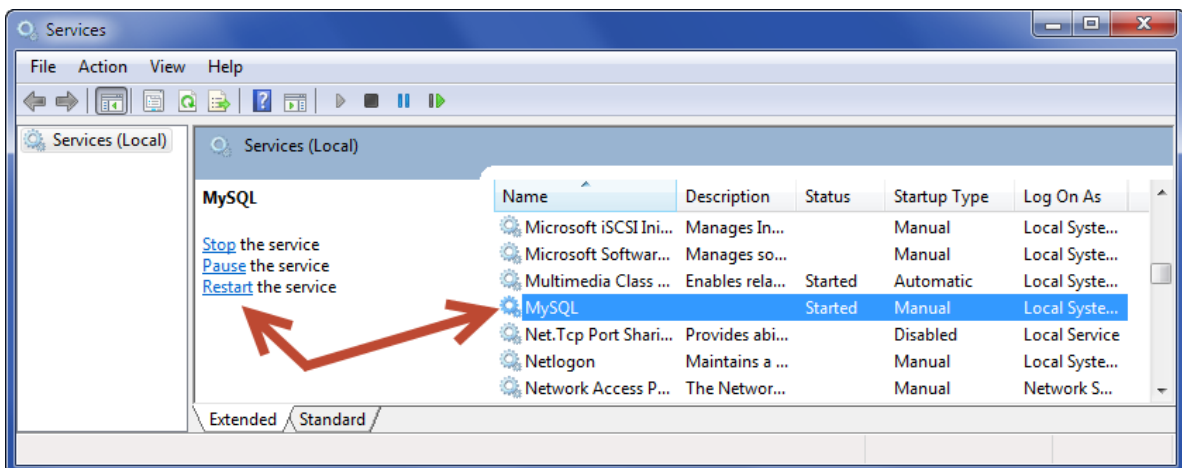 Services
File Action View Help
Services (Local)
Services (Local)
MySQL
Stop the service
Pause the service
Restart the service
Name Description Status Startup Type Log On As
Microsoft iSCSI Ini... Manages In... Manual Local Syste...
Microsoft Softwar... Manages so... Manual Local Syste...
Multimedia Class ... Enables rela... Started Automatic Local Syste...
MySQL Started Manual Local Syste...
Net.Tcp Port Shari... Provides abi... Disabled Local Service
Netlogon Maintains a ... Manual Local Syste...
Network Access P... The Networ... Manual Network S...
Extended Standard